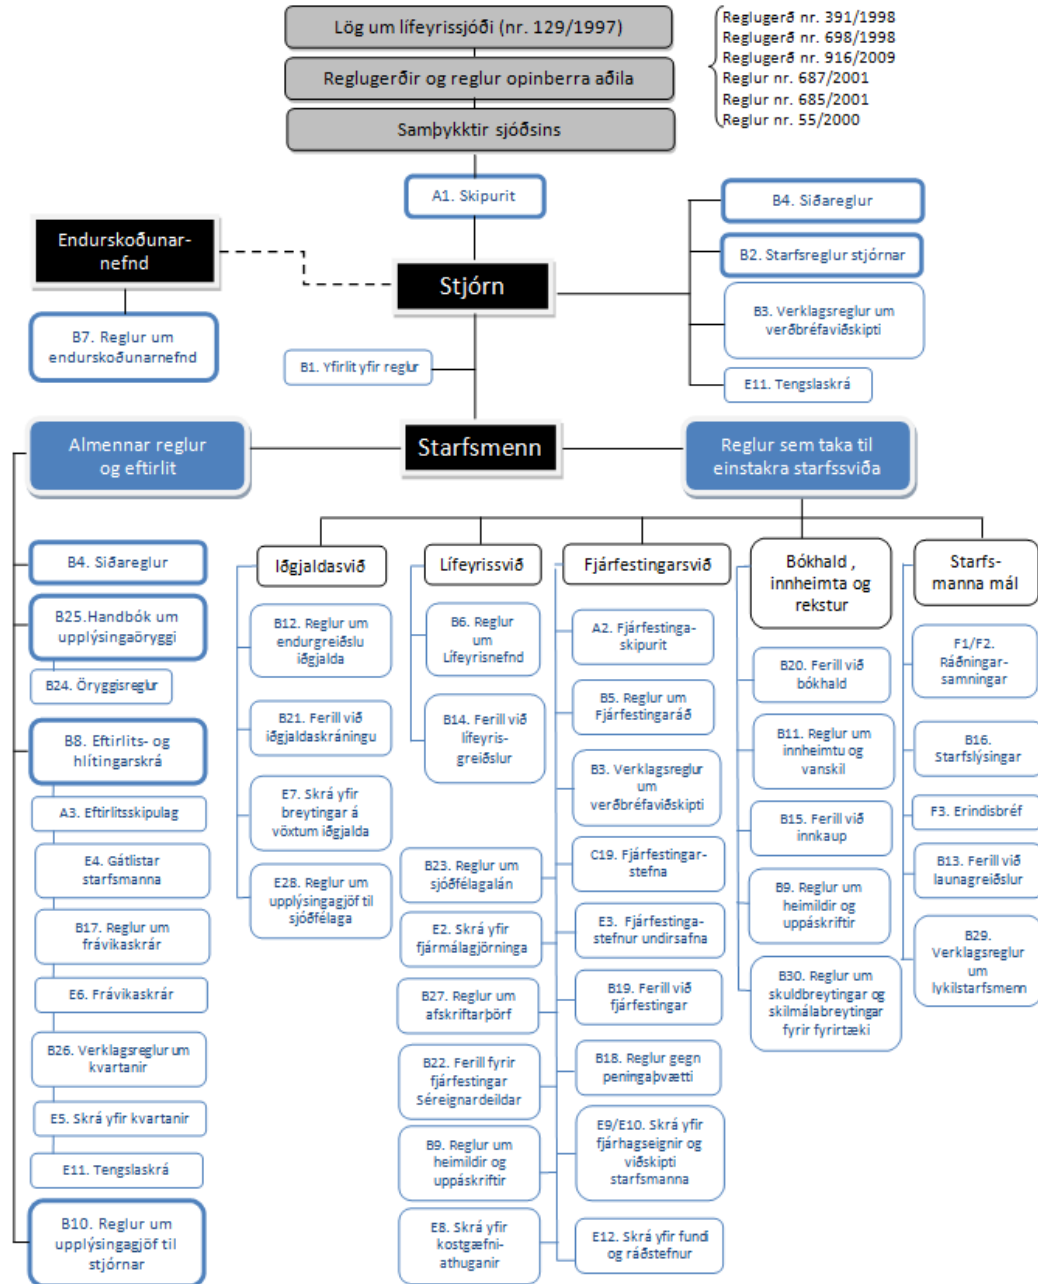 Lög um lífeyrissjóði (nr. 129/1997)
Reglugerðir og reglur opinberra aðila
Samþykktir sjóðsins
Reglugerð nr. 391/1998
Reglugerð nr. 698/1998
Reglugerð nr. 916/2009
Reglur nr. 687/2001
Reglur nr. 685/2001
Reglur nr. 55/2000
A1. Skipurit
Endurskoðunar-
nefnd
Stjórn
B4. Siðareglur
B2. Starfsreglur stjórnar
B3. Verklagsreglur um
verðbréfaviðskipti
E11. Tengslaskrá
B7. Reglur um
endurskoðunarnefnd
B1. Yfirlit yfir reglur
Almennar reglur
og eftirlit
Starfsmenn
Reglur sem taka til
einstakra starfssviða
B4. Siðareglur
B25.Handbók um
upplýsingaöryggi
B24. Öryggisreglur
B8. Eftirlits- og
hlítingarskrá
A3. Eftirlitsskipulag
E4. Gátlistar
starfsmanna
B17. Reglur um
frávikaskrár
E6. Frávikaskrár
B26. Verklagsreglur um
kvartanir
E5. Skrá yfir kvartanir
E11. Tengslaskrá
B10. Reglur um
upplýsingagjöf til
stjórnar
Iðgjaldasvið
B12. Reglur um
endurgreiðslu
iðgjalda
B21. Ferill við
iðgjaldaskráningu
E7. Skrá yfir
breytingar á
vöxtum iðgjalda
E28. Reglur um
upplýsingagjöf til
sjóðfélaga
Lífeyrissvið
B6. Reglur
um
Lífeyrisnefnd
B14. Ferill við
lífeyris-
greiðslur
B23. Reglur um
sjóðfélagalán
E2. Skrá yfir
fjármálagjörninga
B27. Reglur um
afskriftarþörf
B22. Ferill fyrir
fjárfestingar
Séreignardeildar
B9. Reglur um
heimildir og
uppáskriftir
E8. Skrá yfir
kostgæfni-
athuganir
Fjárfestingarsvið
A2. Fjárfestinga-
skipurit
B5. Reglur um
Fjárfestingaráð
B3. Verklagsreglur
um
verðbréfaviðskipti
C19. Fjárfestingar-
stefna
E3. Fjárfestinga-
stefnur undirsafna
B19. Ferill við
fjárfestingar
B18. Reglur gegn
peningaþvætti
E9/E10. Skrá yfir
fjárhagseignir og
viðskipti
starfsmanna
E12. Skrá yfir fundi
og ráðstefnur
Bókhald ,
innheimta og
rekstur
B20. Ferill við
bókhald
B11. Reglur um
innheimtu og
vanskil
B15. Ferill við
innkaup
B9. Reglur um
heimildir og
uppáskriftir
B30. Reglur um
skuldbreytingar og
skilmálabreytingar
fyrir fyrirtæki
Starfs-
manna mál
F1/F2.
Ráðningar-
samningar
B16.
Starfslýsingar
F3. Erindisbréf
B13. Ferill við
launagreiðslur
B29.
Verklagsreglur
um
lykilstarfsmenn